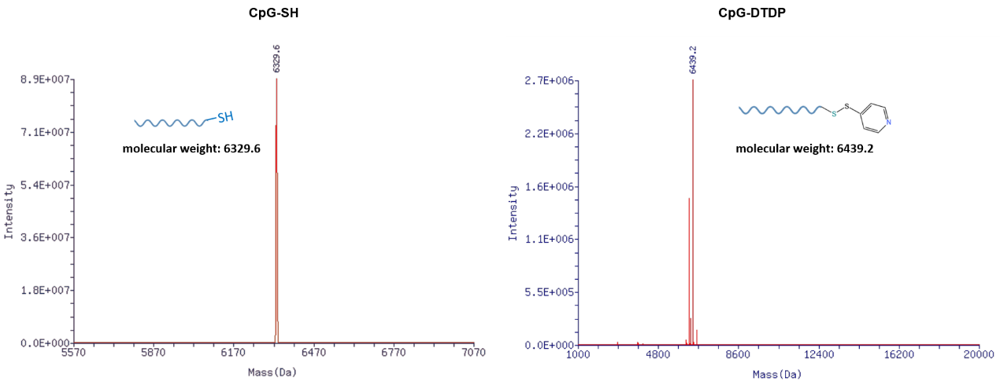 CpG-SH
6329.6
8.9E+007
7.1E+007
5.4E+007
3.6E+007
1.8E+007
0.0E+000
Intensity
SH
molecular weight: 6329.6
5570
5870
6170
6470
6770
7070
Mass(Da)
CpG-DTDP
6439.2
2.7E+006
2.2E+006
1.6E+006
1.1E+006
5.5E+005
0.0E+000
Intensity
S
S
N
molecular weight: 6439.2
1000
4800
8600
12400
16200
20000
Mass(Da)